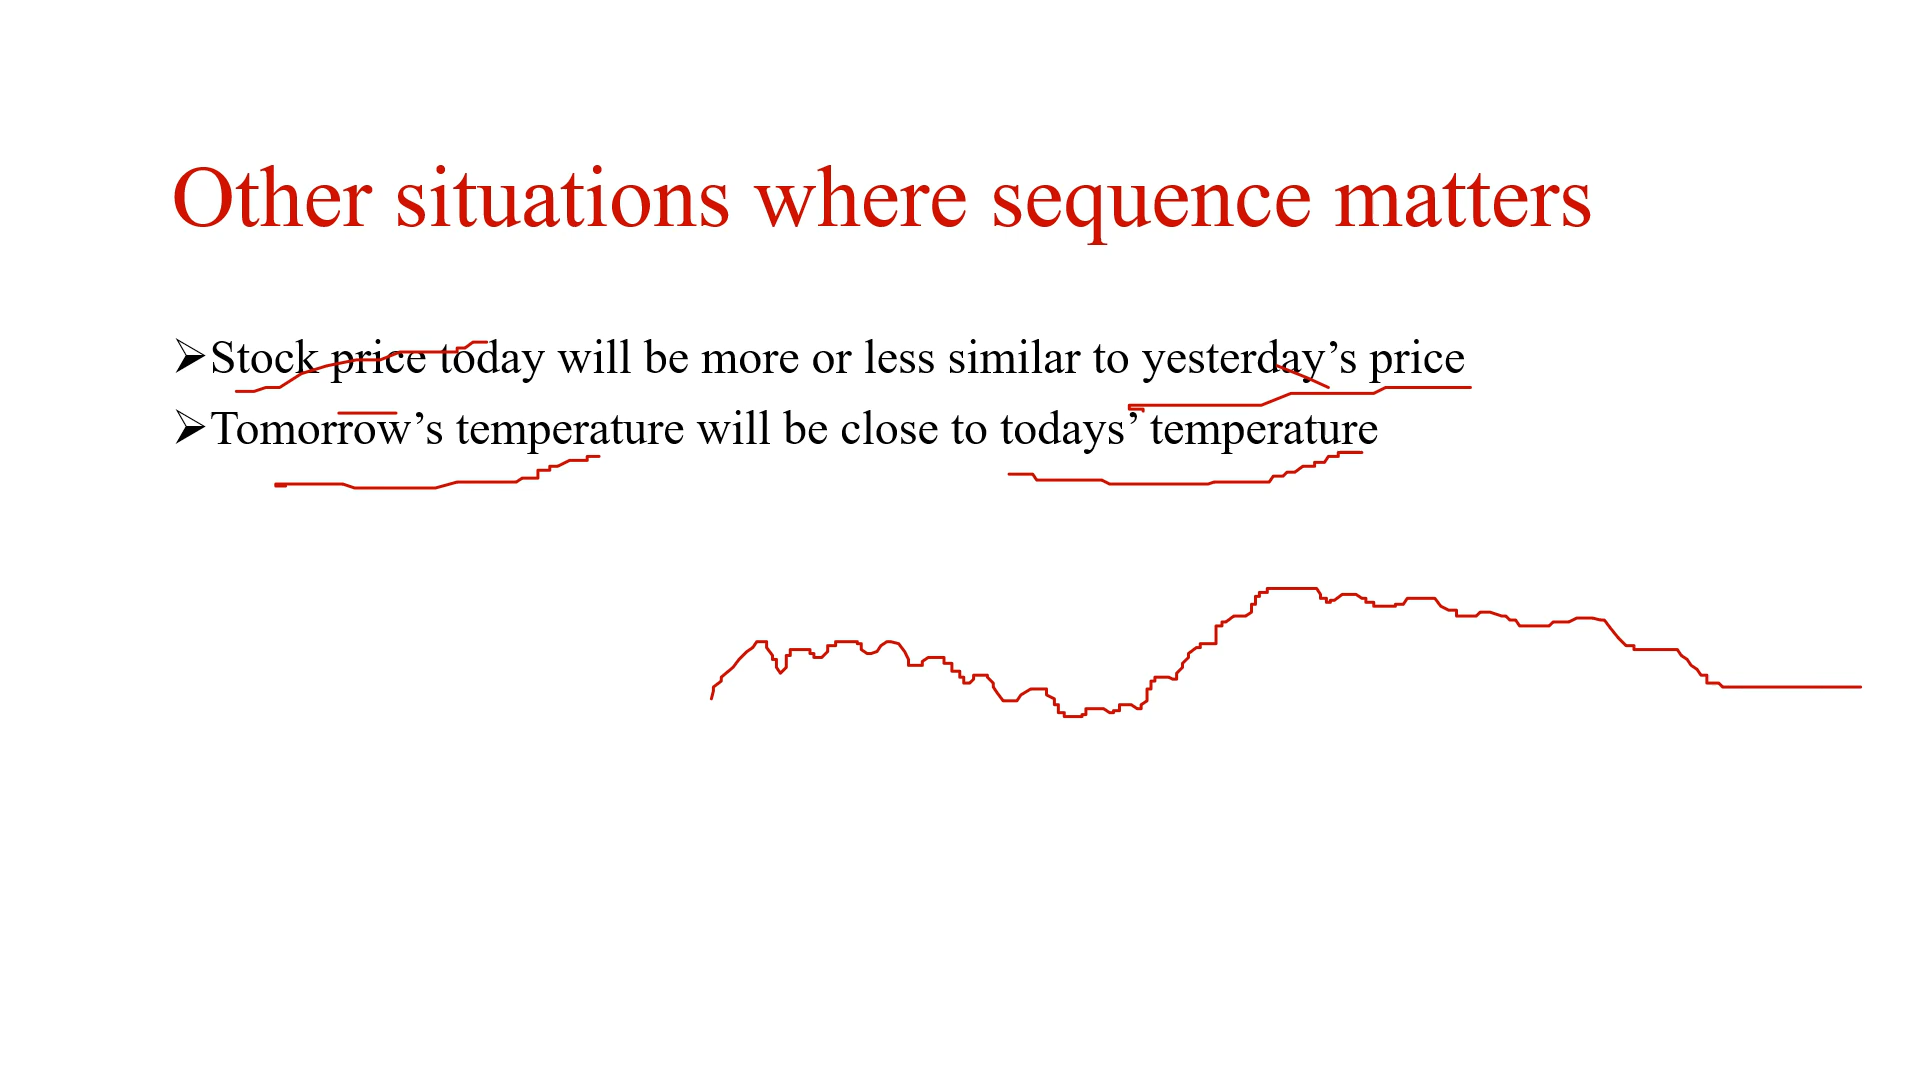 Other situations where sequence matters
➢Stock price today will be more or less similar to yesterday’s price
➢Tomorrow’s temperature will be close to todays’ temperature